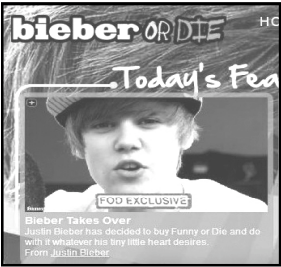 bieber OR DIE
HO
Today's Fea
FOD EXCLUSIVE
Bieber Takes Over
Justin Bieber has decided to buy Funny or Die and do
with it whatever his tiny little heart desires.
From Justin Bieber